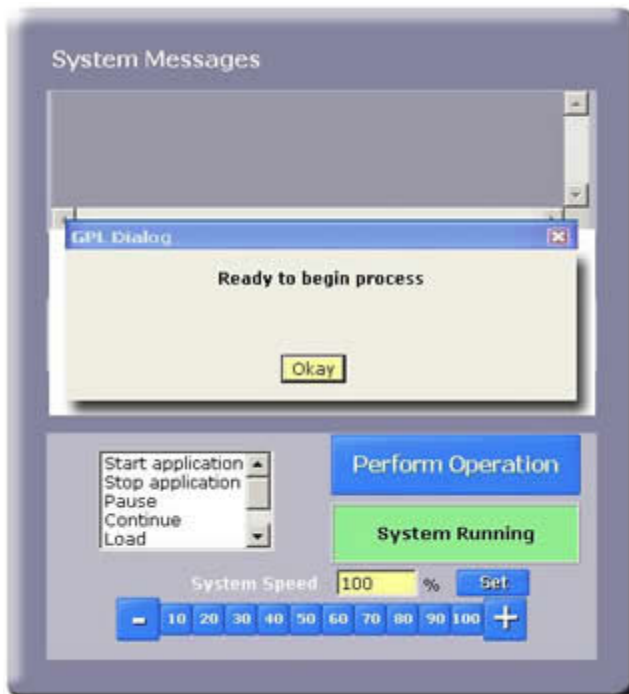 System Messages
GPL Dialog
Ready to begin process
Okay
Start application
Stop application
Pause
Continue
Load
Perform Operation
System Running
System Speed 100 % Set
- 10 20 30 40 50 60 70 80 90 100 +